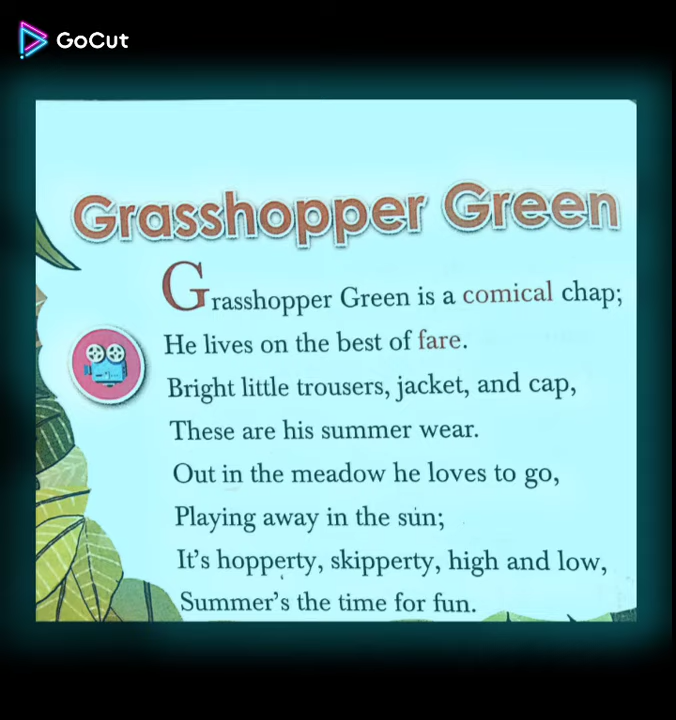 GoCut
Grasshopper Green
Grasshopper Green is a comical chap;
He lives on the best of fare.
Bright little trousers, jacket, and cap,
These are his summer wear.
Out in the meadow he loves to go,
Playing away in the sun;
It's hopperty, skipperty, high and low,
Summer's the time for fun.